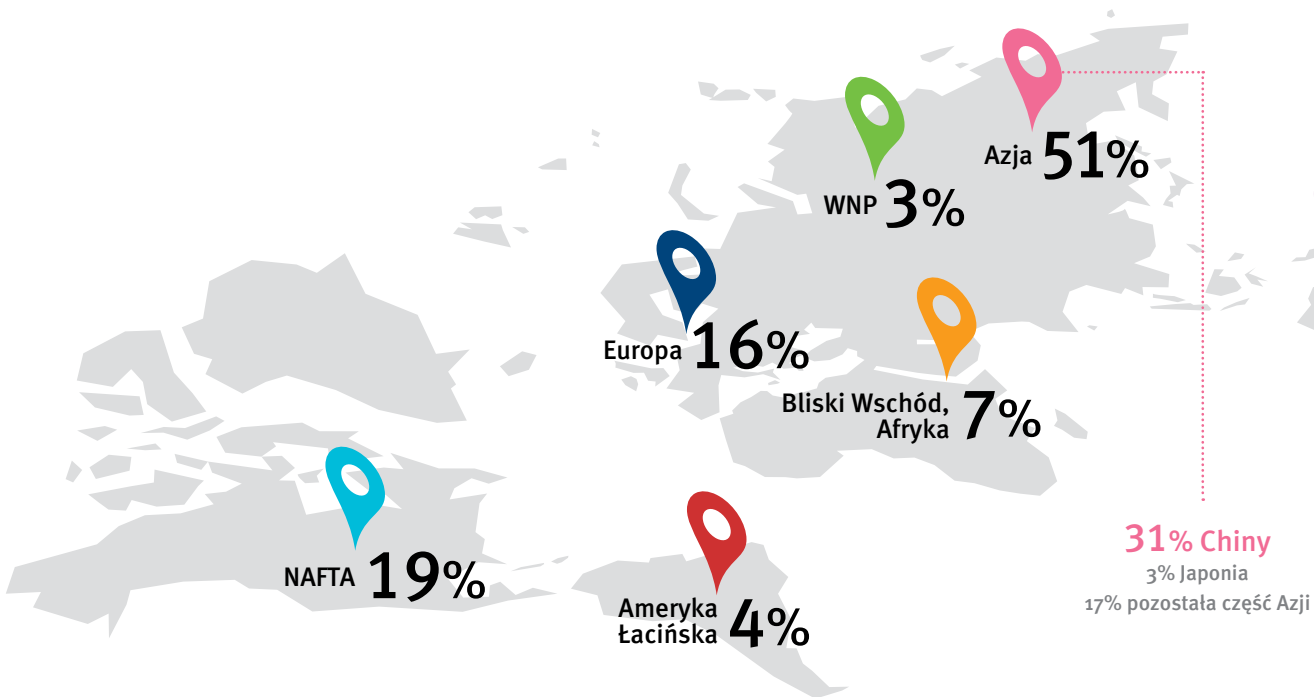 Azja 51%
WNP 3%
Europa 16%
Bliski Wschód,
Afryka 7%
NAFTA 19%
Ameryka
Łacińska 4%
31% Chiny
3% Japonia
17% pozostała część Azji